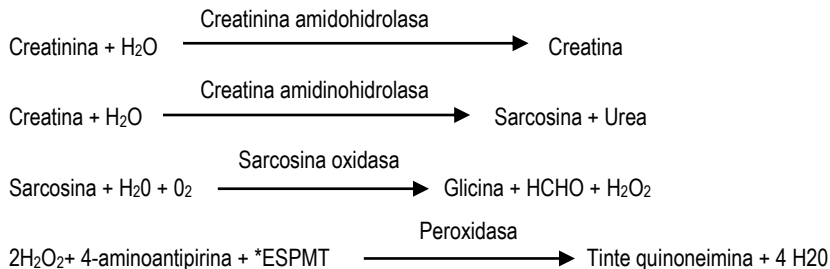 Creatinina amidohidrolasa
Creatinina + H₂O Creatina
Creatina amidinohidrolasa
Creatina + H₂O Sarcosina + Urea
Sarcosina oxidasa
Sarcosina + H₂0 + 0₂ Glicina + HCHO + H₂O₂
Peroxidasa
2H₂O₂+ 4-aminoantipirina + *ESPMT Tinte quinoneimina + 4 H20